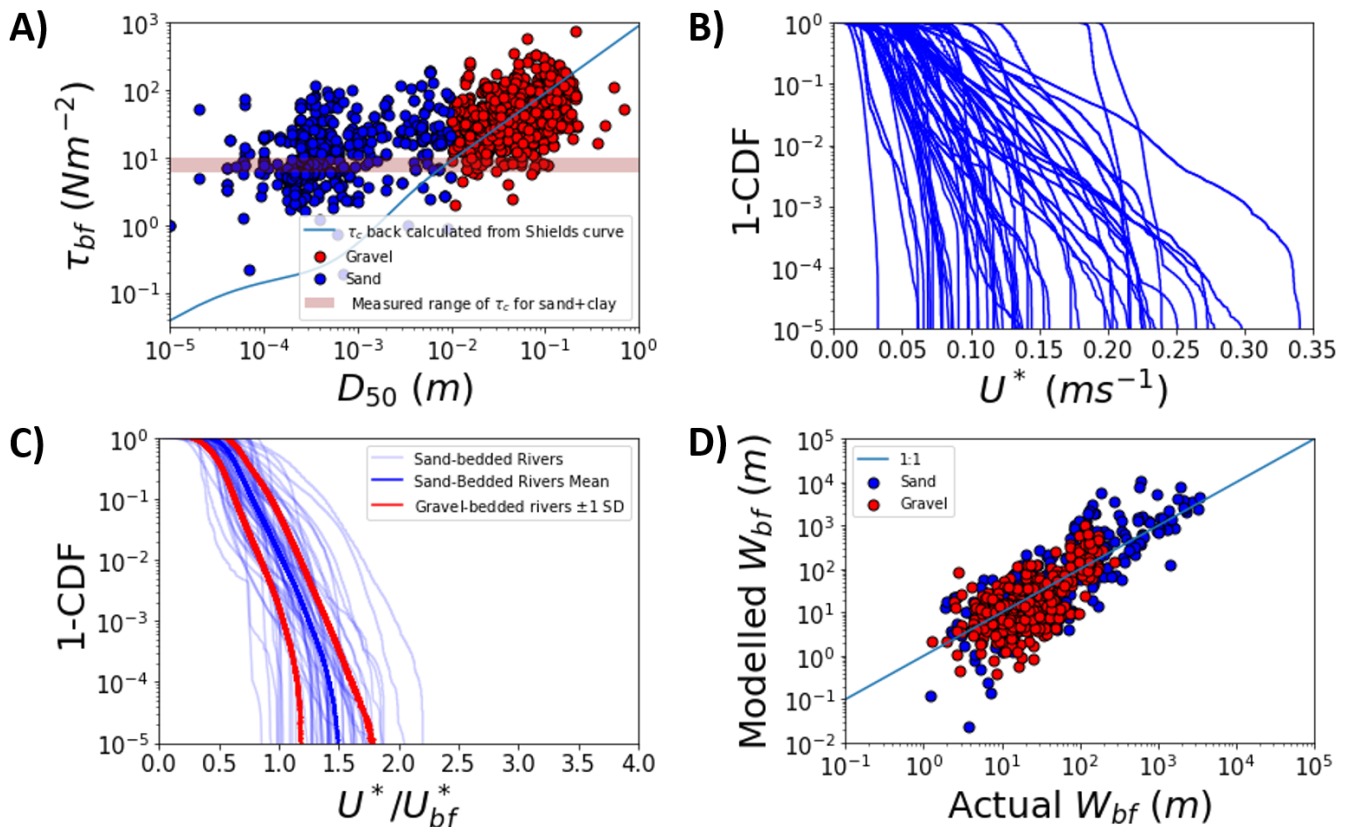 A)
10³
10²
10¹
10⁰
10⁻¹
τ_bf (Nm⁻²)
τ_c back calculated from Shields curve
Gravel
Sand
Measured range of τ_c for sand+clay
10⁻⁵ 10⁻⁴ 10⁻³ 10⁻² 10⁻¹ 10⁰
D₅₀ (m)
B)
10⁰
10⁻¹
10⁻²
10⁻³
10⁻⁴
10⁻⁵
1-CDF
0.00 0.05 0.10 0.15 0.20 0.25 0.30 0.35
U* (ms⁻¹)
C)
10⁰
10⁻¹
10⁻²
10⁻³
10⁻⁴
10⁻⁵
1-CDF
Sand-bedded Rivers
Sand-Bedded Rivers Mean
Gravel-bedded rivers ±1 SD
0.0 0.5 1.0 1.5 2.0 2.5 3.0 3.5 4.0
U*/U*_bf
D)
10⁵
10⁴
10³
10²
10¹
10⁰
10⁻¹
10⁻²
Modelled W_bf (m)
1:1
Sand
Gravel
10⁻¹ 10⁰ 10¹ 10² 10³ 10⁴ 10⁵
Actual W_bf (m)